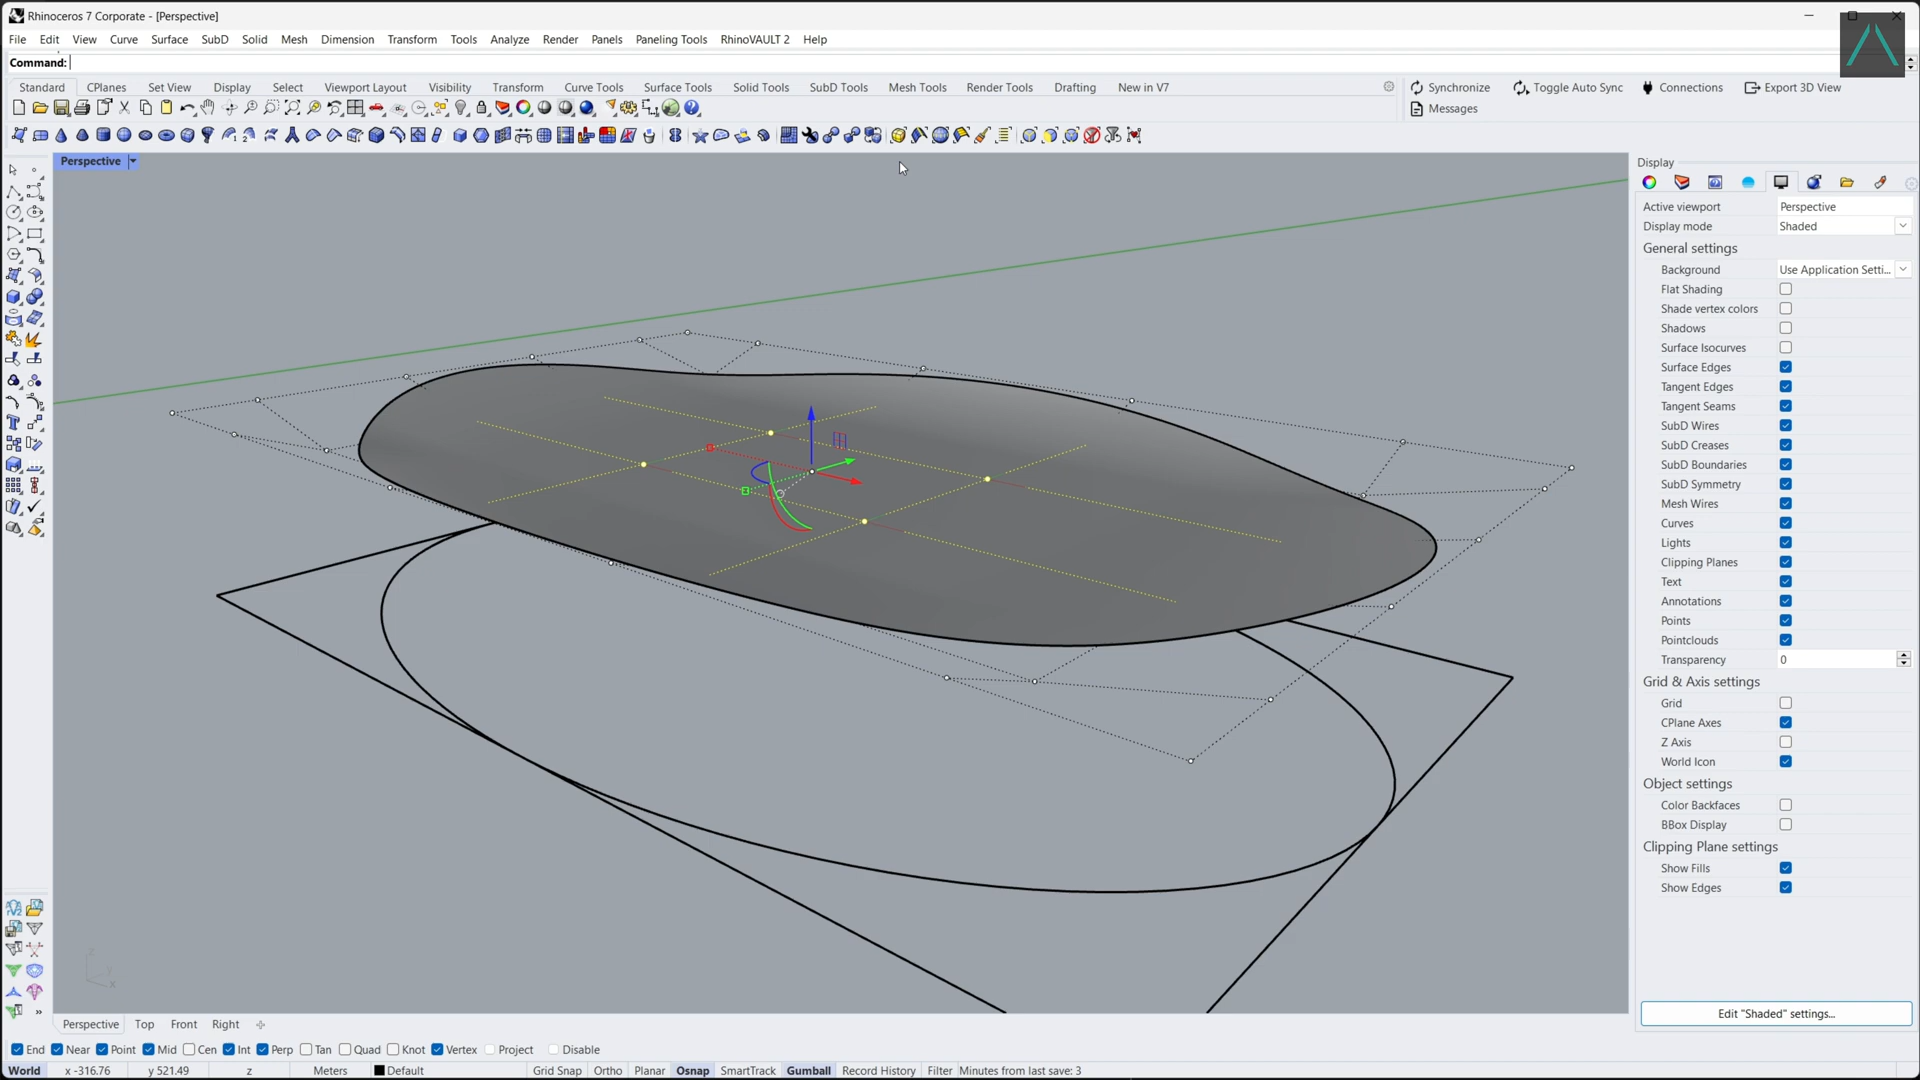 Rhinoceros 7 Corporate - [Perspective]
File Edit View Curve Surface SubD Solid Mesh Dimension Transform Tools Analyze Render Panels Paneling Tools RhinoVAULT 2 Help
Command:
Standard CPlanes Set View Display Select Viewport Layout Visibility Transform Curve Tools Surface Tools Solid Tools SubD Tools Mesh Tools Render Tools Drafting New in V7
Synchronize Toggle Auto Sync Connections Export 3D View
Messages
Perspective
Display
Active viewport Perspective
Display mode Shaded
General settings
Background Use Application Setti...
Flat Shading
Shade vertex colors
Shadows
Surface Isocurves
Surface Edges
Tangent Edges
Tangent Seams
SubD Wires
SubD Creases
SubD Boundaries
SubD Symmetry
Mesh Wires
Curves
Lights
Clipping Planes
Text
Annotations
Points
Pointclouds
Transparency 0
Grid & Axis settings
Grid
CPlane Axes
Z Axis
World Icon
Object settings
Color Backfaces
BBox Display
Clipping Plane settings
Show Fills
Show Edges
Edit "Shaded" settings...
Perspective Top Front Right
End Near Point Mid Cen Int Perp Tan Quad Knot Vertex Project Disable
World x -316.76 y 521.49 z Meters Default Grid Snap Ortho Planar Osnap SmartTrack Gumball Record History Filter Minutes from last save: 3